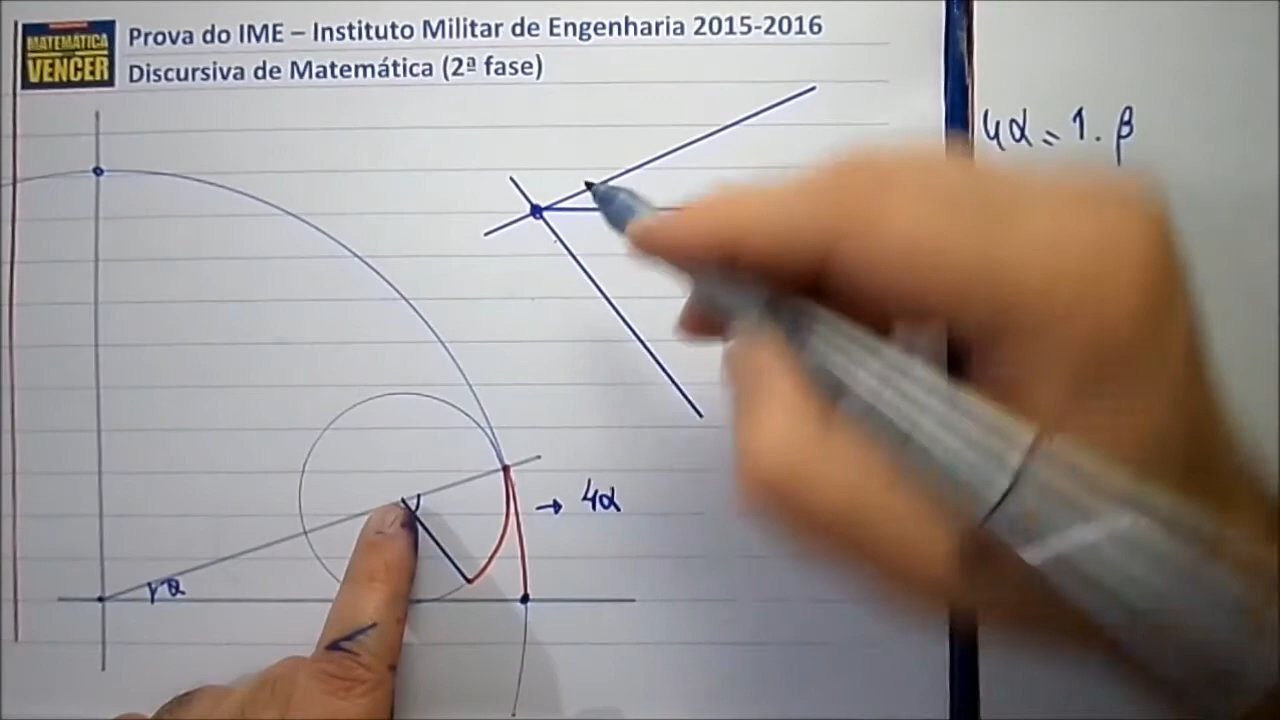 MATEMÁTICA
VENCER
Prova do IME – Instituto Militar de Engenharia 2015-2016
Discursiva de Matemática (2ª fase)
4α = 1. β
→ 4α
α